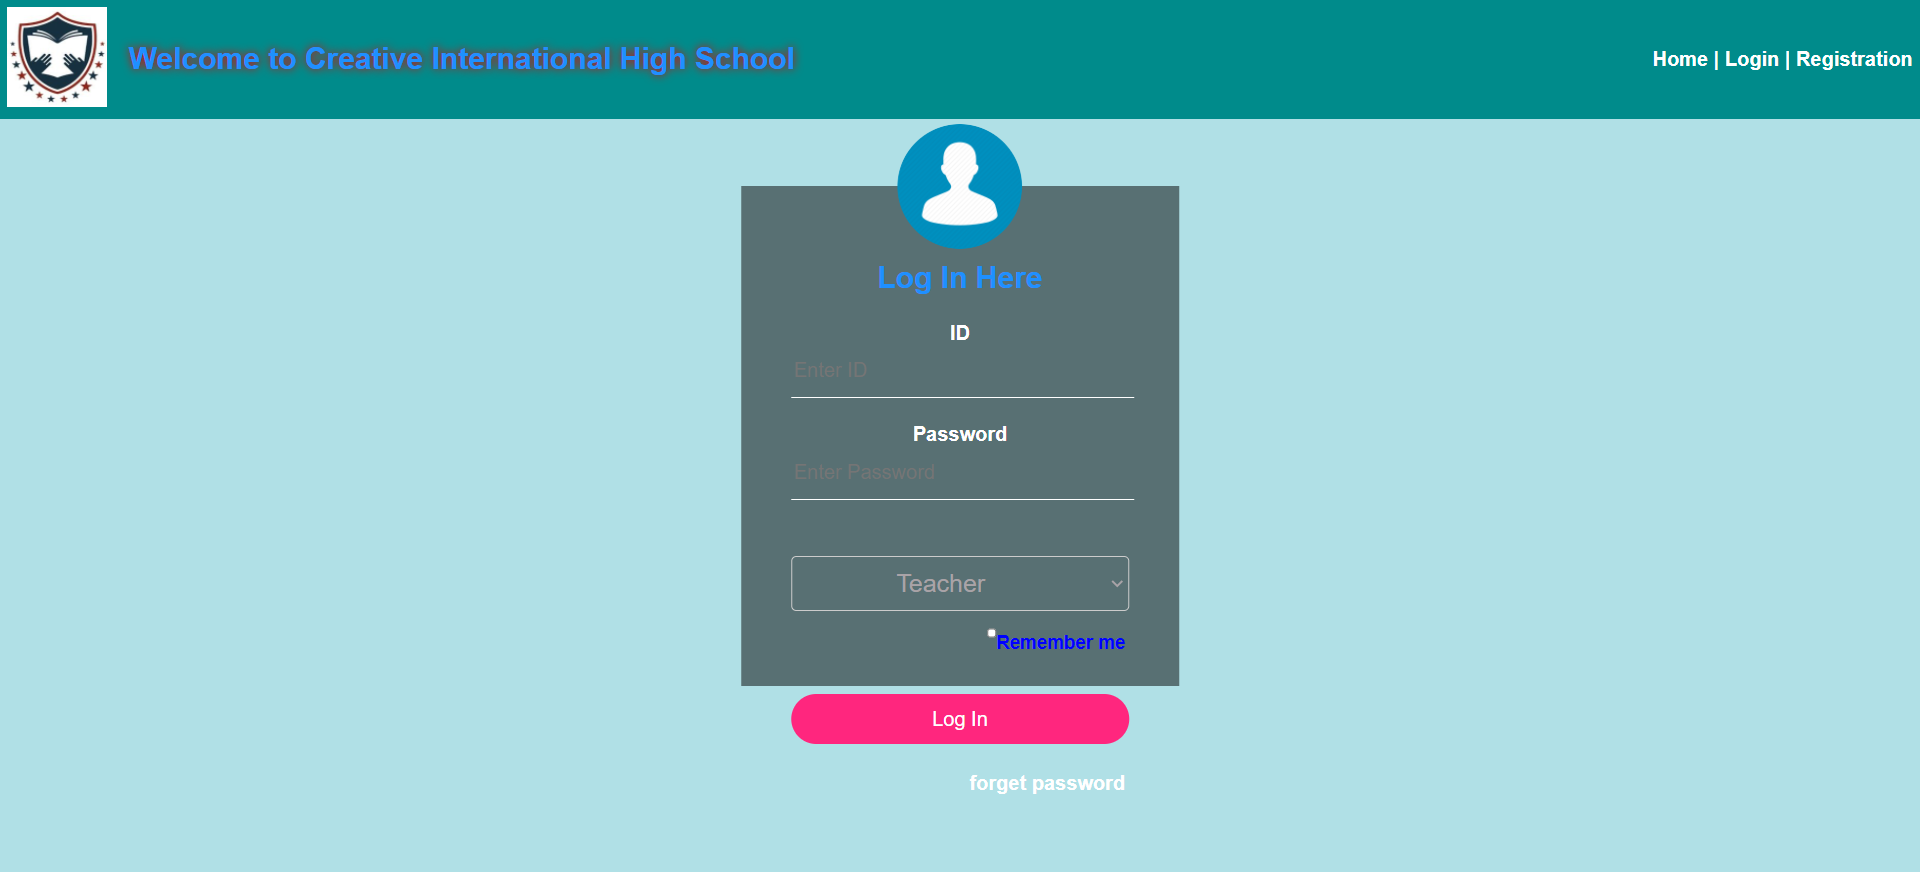 Welcome to Creative International High School
Home | Login | Registration
Log In Here
ID
Enter ID
Password
Enter Password
Teacher
Remember me
Log In
forget password